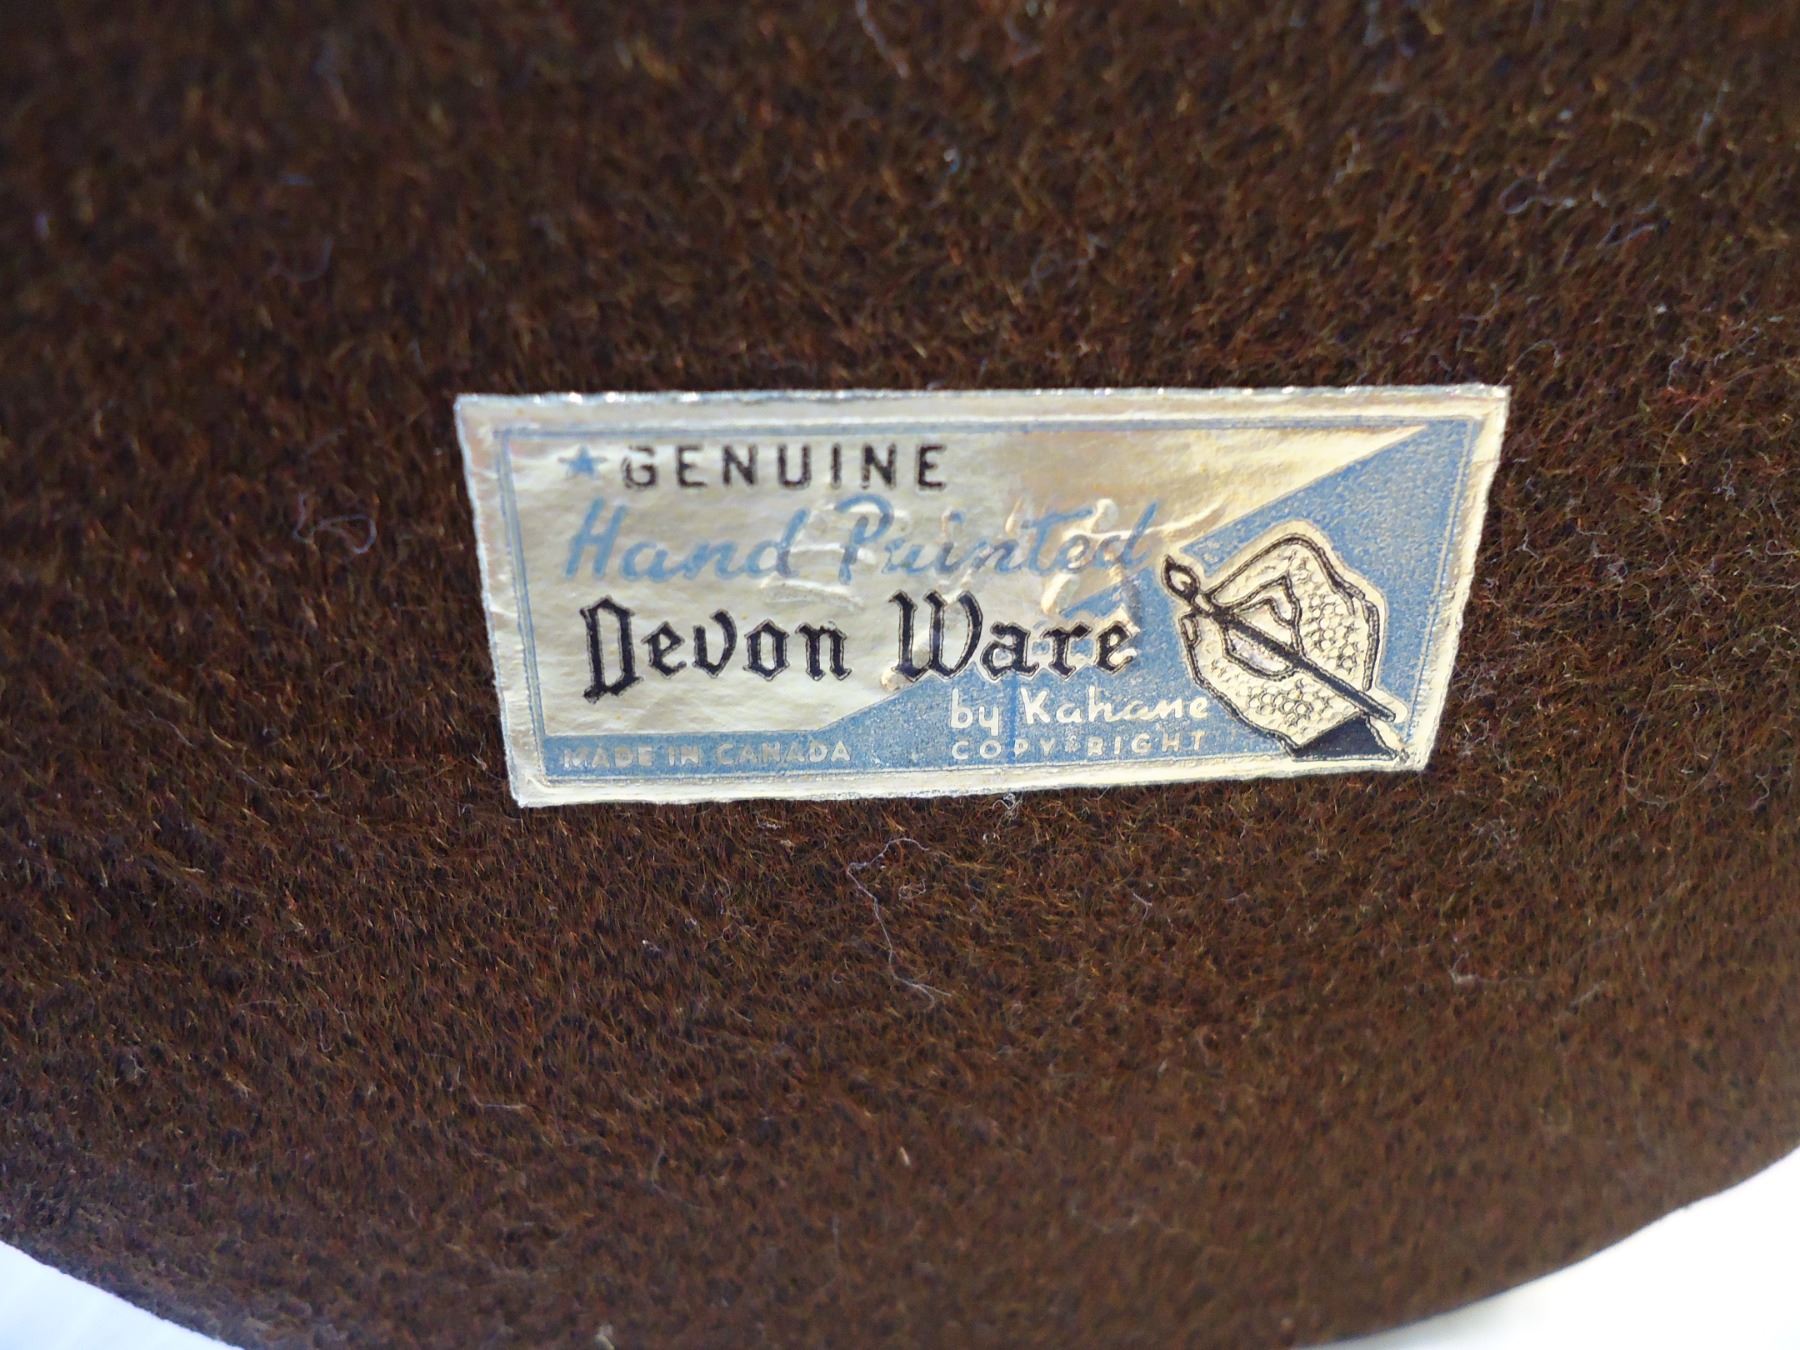 ★ GENUINE
Hand Painted
Devon Ware
by Kahane
MADE IN CANADA COPYRIGHT